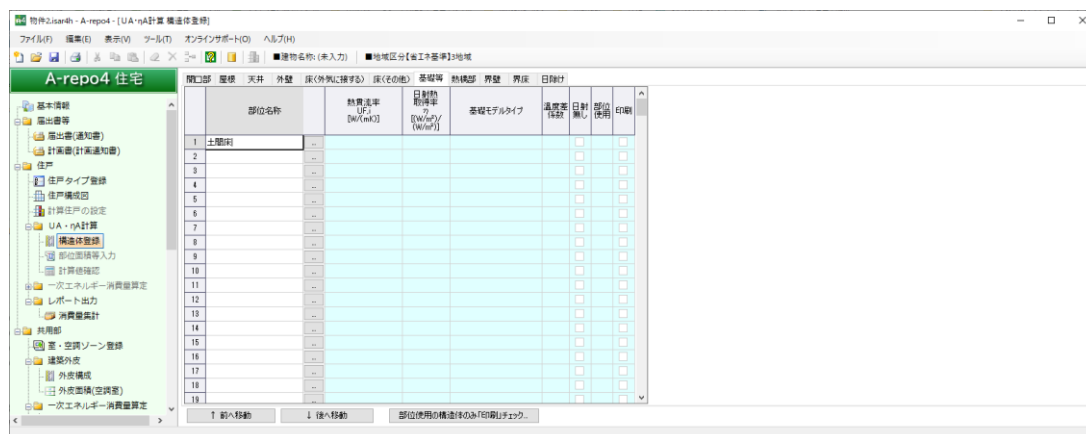 物件2.isar4h - A-repo4 - [ＵＡ・ηA計算 構造体登録]
ファイル(F) 編集(E) 表示(V) ツール(T) オンラインサポート(O) ヘルプ(H)
■建物名称:(未入力) ■地域区分【省エネ基準】3地域
A-repo4 住宅
基本情報
届出書等
届出書(通知書)
計画書(計画通知書)
住戸
住戸タイプ登録
住戸構成図
計算住戸の設定
ＵＡ・ηA計算
構造体登録
部位面積等入力
計算値確認
一次エネルギー消費量算定
レポート出力
消費量集計
共用部
室・空調ゾーン登録
建築外皮
外皮構成
外皮面積(空調室)
一次エネルギー消費量算定
開口部 屋根 天井 外壁 床(外気に接する) 床(その他) 基礎等 熱橋部 界壁 界床 日除け
部位名称
熱貫流率
UF,i
[W/(mK)]
日射熱
取得率
η
[(W/m²)/
(W/m²)]
基礎モデルタイプ
温度差
係数
日射
無し
部位
使用
印刷
1 土間床 ..
2 ..
3 ..
4 ..
5 ..
6 ..
7 ..
8 ..
9 ..
10 ..
11 ..
12 ..
13 ..
14 ..
15 ..
16 ..
17 ..
18 ..
19
↑ 前へ移動 ↓ 後へ移動 部位使用の構造体のみ「印刷」チェック..